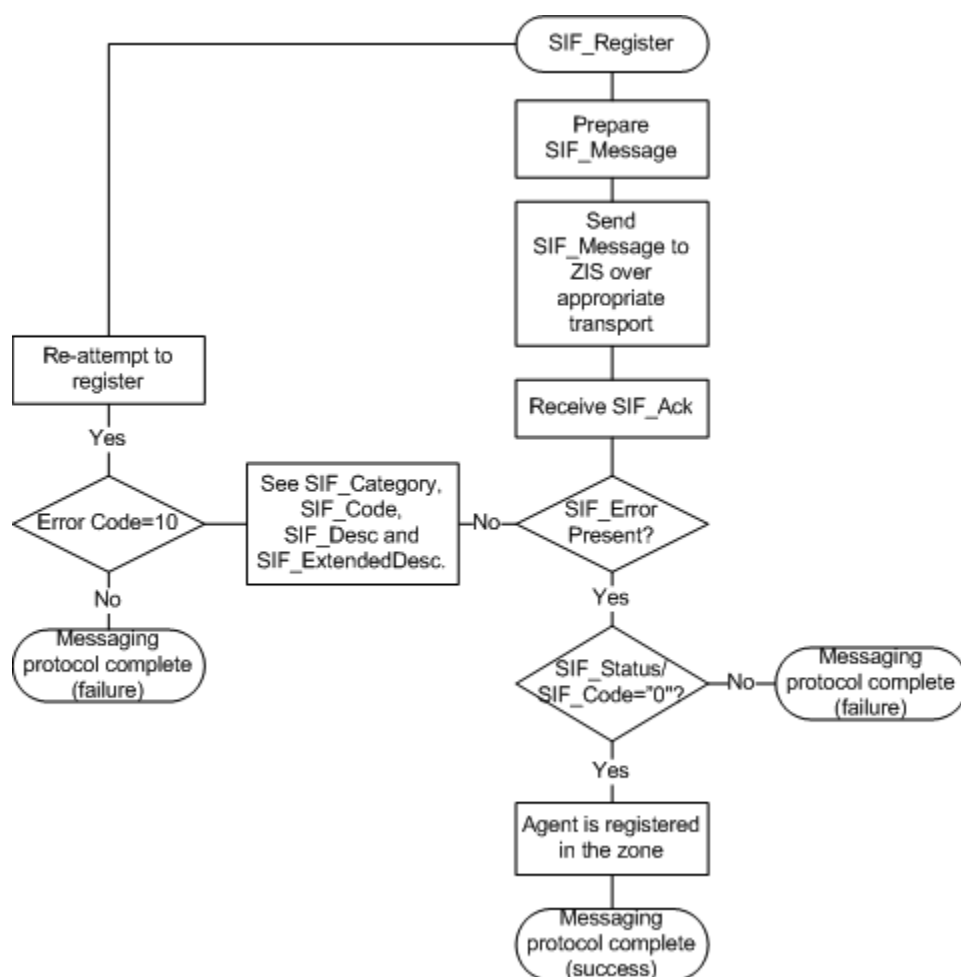 SIF_Register
Prepare
SIF_Message
Send
SIF_Message to
ZIS over
appropriate
transport
Re-attempt to
register
Receive SIF_Ack
Yes
Error Code=10
See SIF_Category,
SIF_Code,
SIF_Desc and
SIF_ExtendedDesc.
No
SIF_Error
Present?
No
Yes
Messaging
protocol complete
(failure)
SIF_Status/
SIF_Code="0"?
No
Messaging
protocol complete
(failure)
Yes
Agent is registered
in the zone
Messaging
protocol complete
(success)